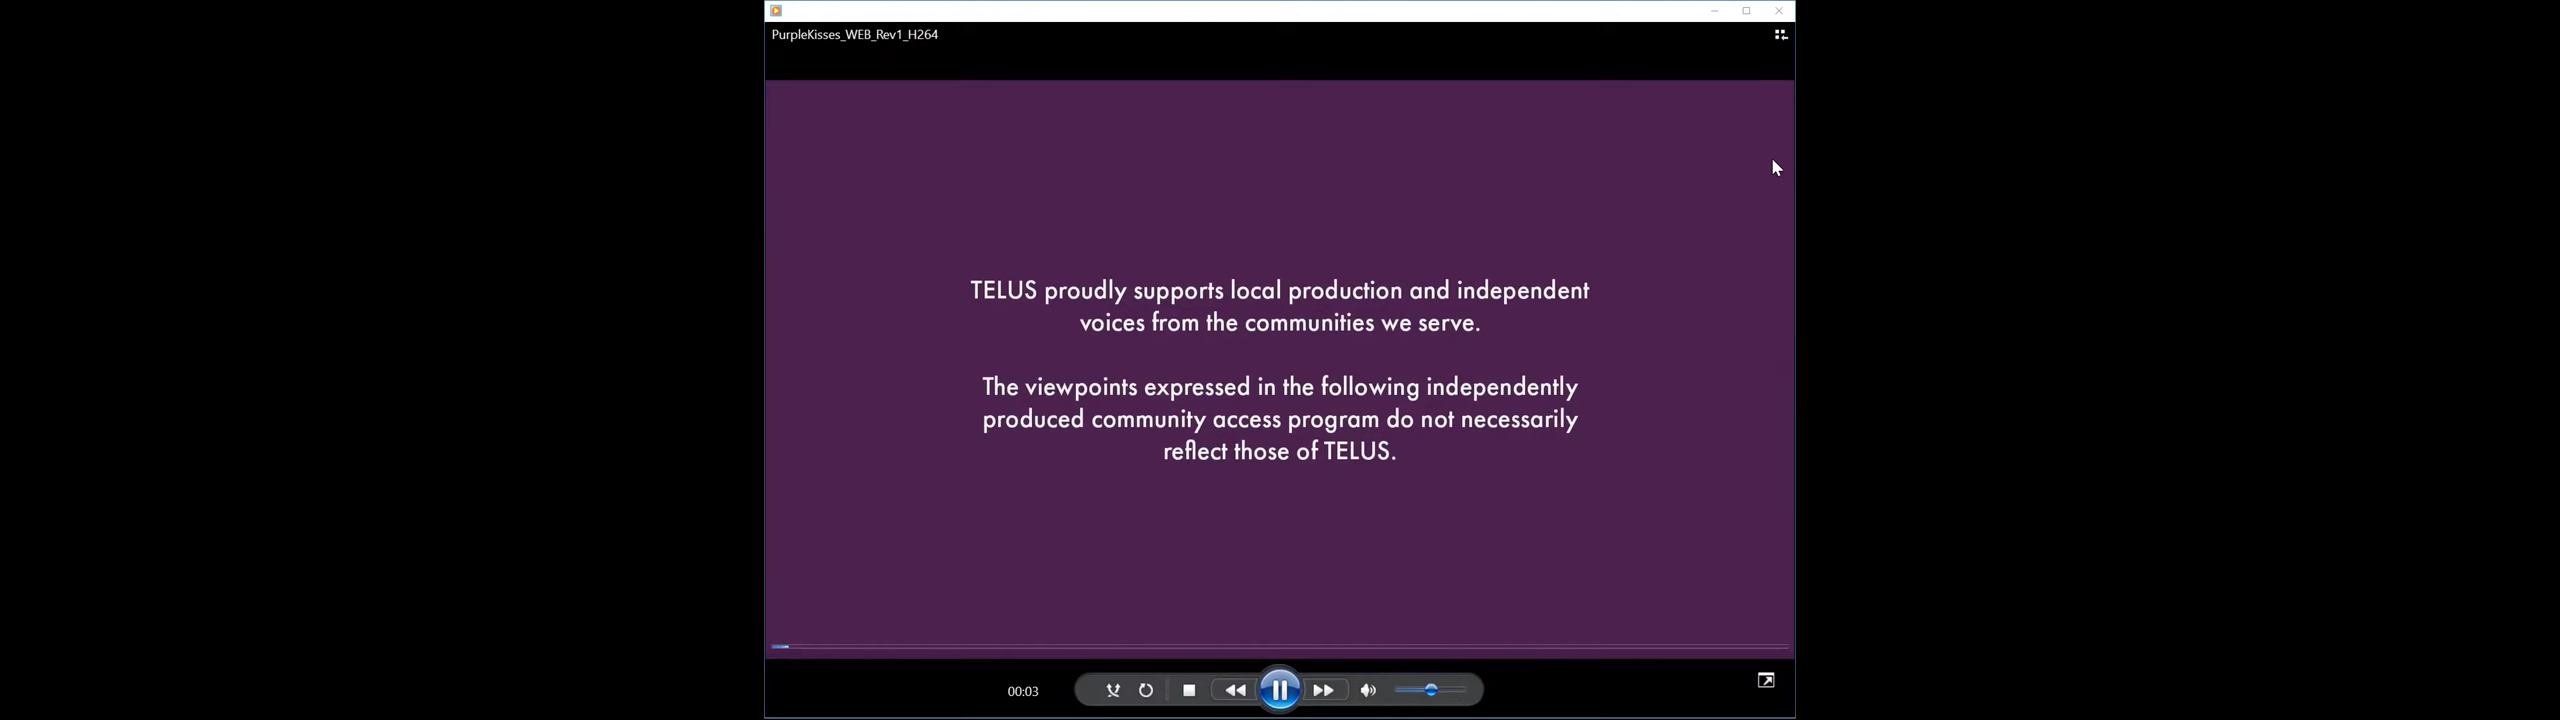 PurpleKisses_WEB_Rev1_H264
TELUS proudly supports local production and independent
voices from the communities we serve.
The viewpoints expressed in the following independently
produced community access program do not necessarily
reflect those of TELUS.
00:03